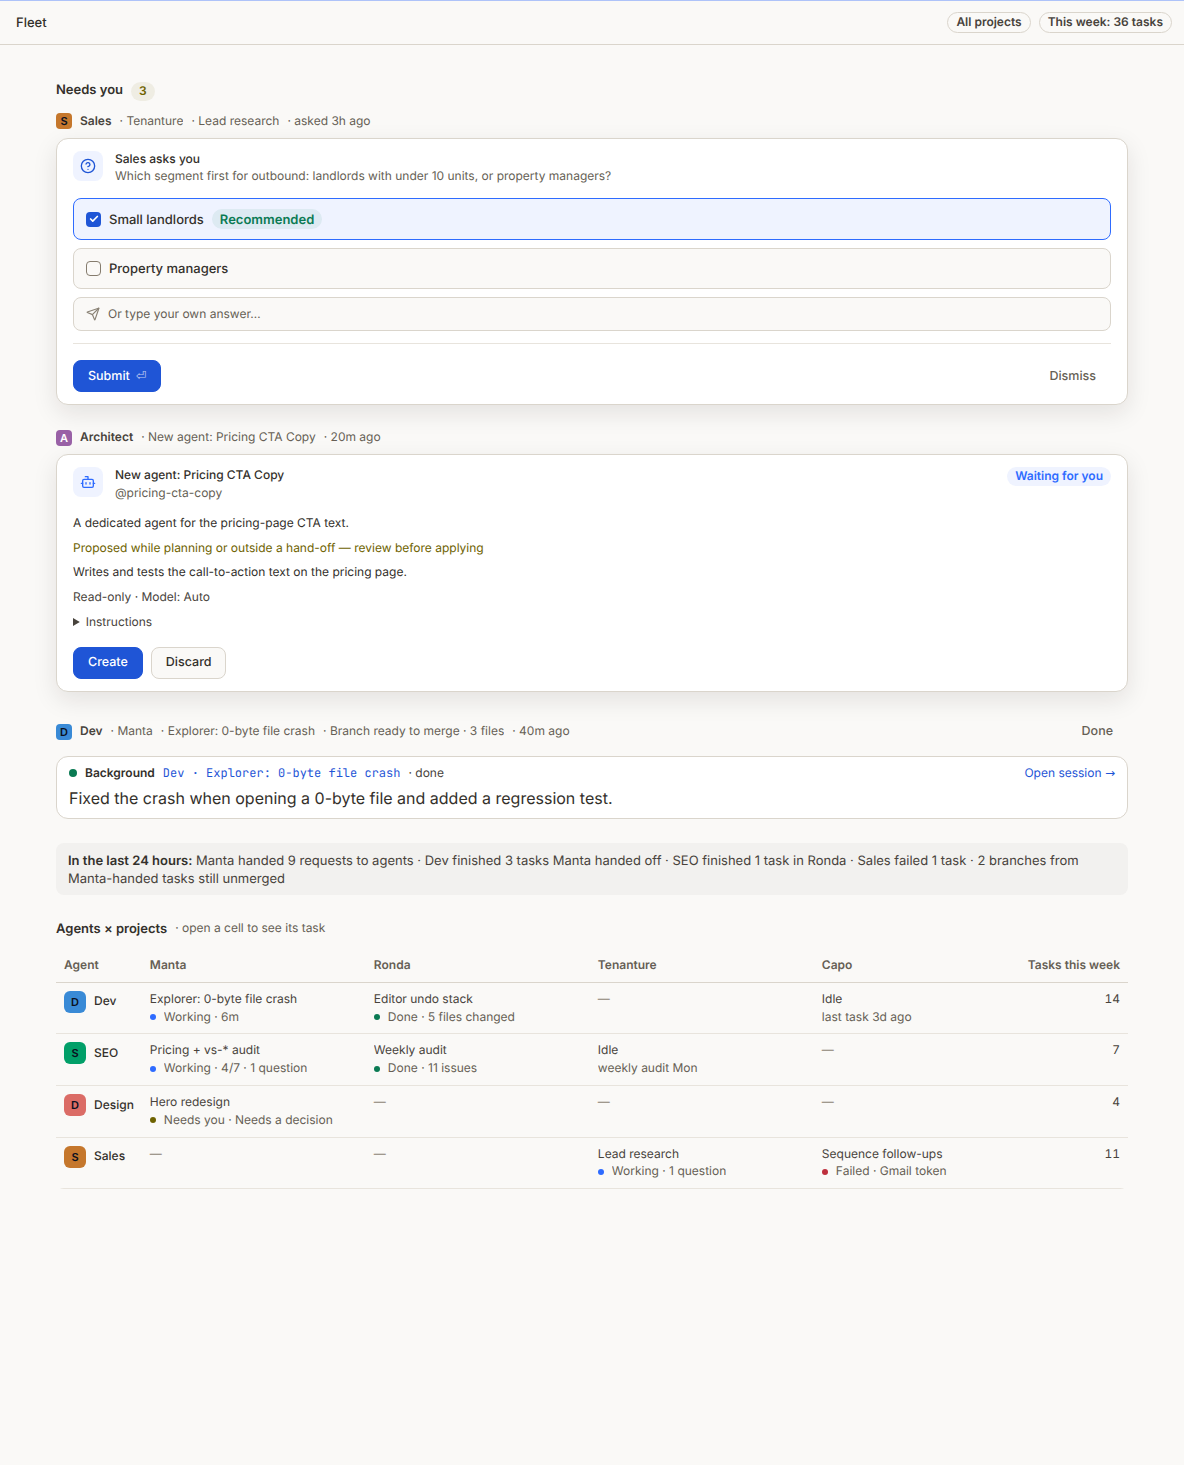 Fleet
All projects
This week: 36 tasks
Needs you 3
S Sales · Tenanture · Lead research · asked 3h ago
Sales asks you
Which segment first for outbound: landlords with under 10 units, or property managers?
Small landlords Recommended
Property managers
Or type your own answer...
Submit ⏎
Dismiss
A Architect · New agent: Pricing CTA Copy · 20m ago
New agent: Pricing CTA Copy
Waiting for you
@pricing-cta-copy
A dedicated agent for the pricing-page CTA text.
Proposed while planning or outside a hand-off — review before applying
Writes and tests the call-to-action text on the pricing page.
Read-only · Model: Auto
Instructions
Create Discard
D Dev · Manta · Explorer: 0-byte file crash · Branch ready to merge · 3 files · 40m ago
Done
Background Dev · Explorer: 0-byte file crash · done
Open session →
Fixed the crash when opening a 0-byte file and added a regression test.
In the last 24 hours: Manta handed 9 requests to agents · Dev finished 3 tasks Manta handed off · SEO finished 1 task in Ronda · Sales failed 1 task · 2 branches from
Manta-handed tasks still unmerged
Agents × projects · open a cell to see its task
Agent Manta Ronda Tenanture Capo Tasks this week
D Dev Explorer: 0-byte file crash Editor undo stack — Idle 14
Working · 6m Done · 5 files changed last task 3d ago
S SEO Pricing + vs-* audit Weekly audit Idle — 7
Working · 4/7 · 1 question Done · 11 issues weekly audit Mon
D Design Hero redesign — — — 4
Needs you · Needs a decision
S Sales — — Lead research Sequence follow-ups 11
Working · 1 question Failed · Gmail token